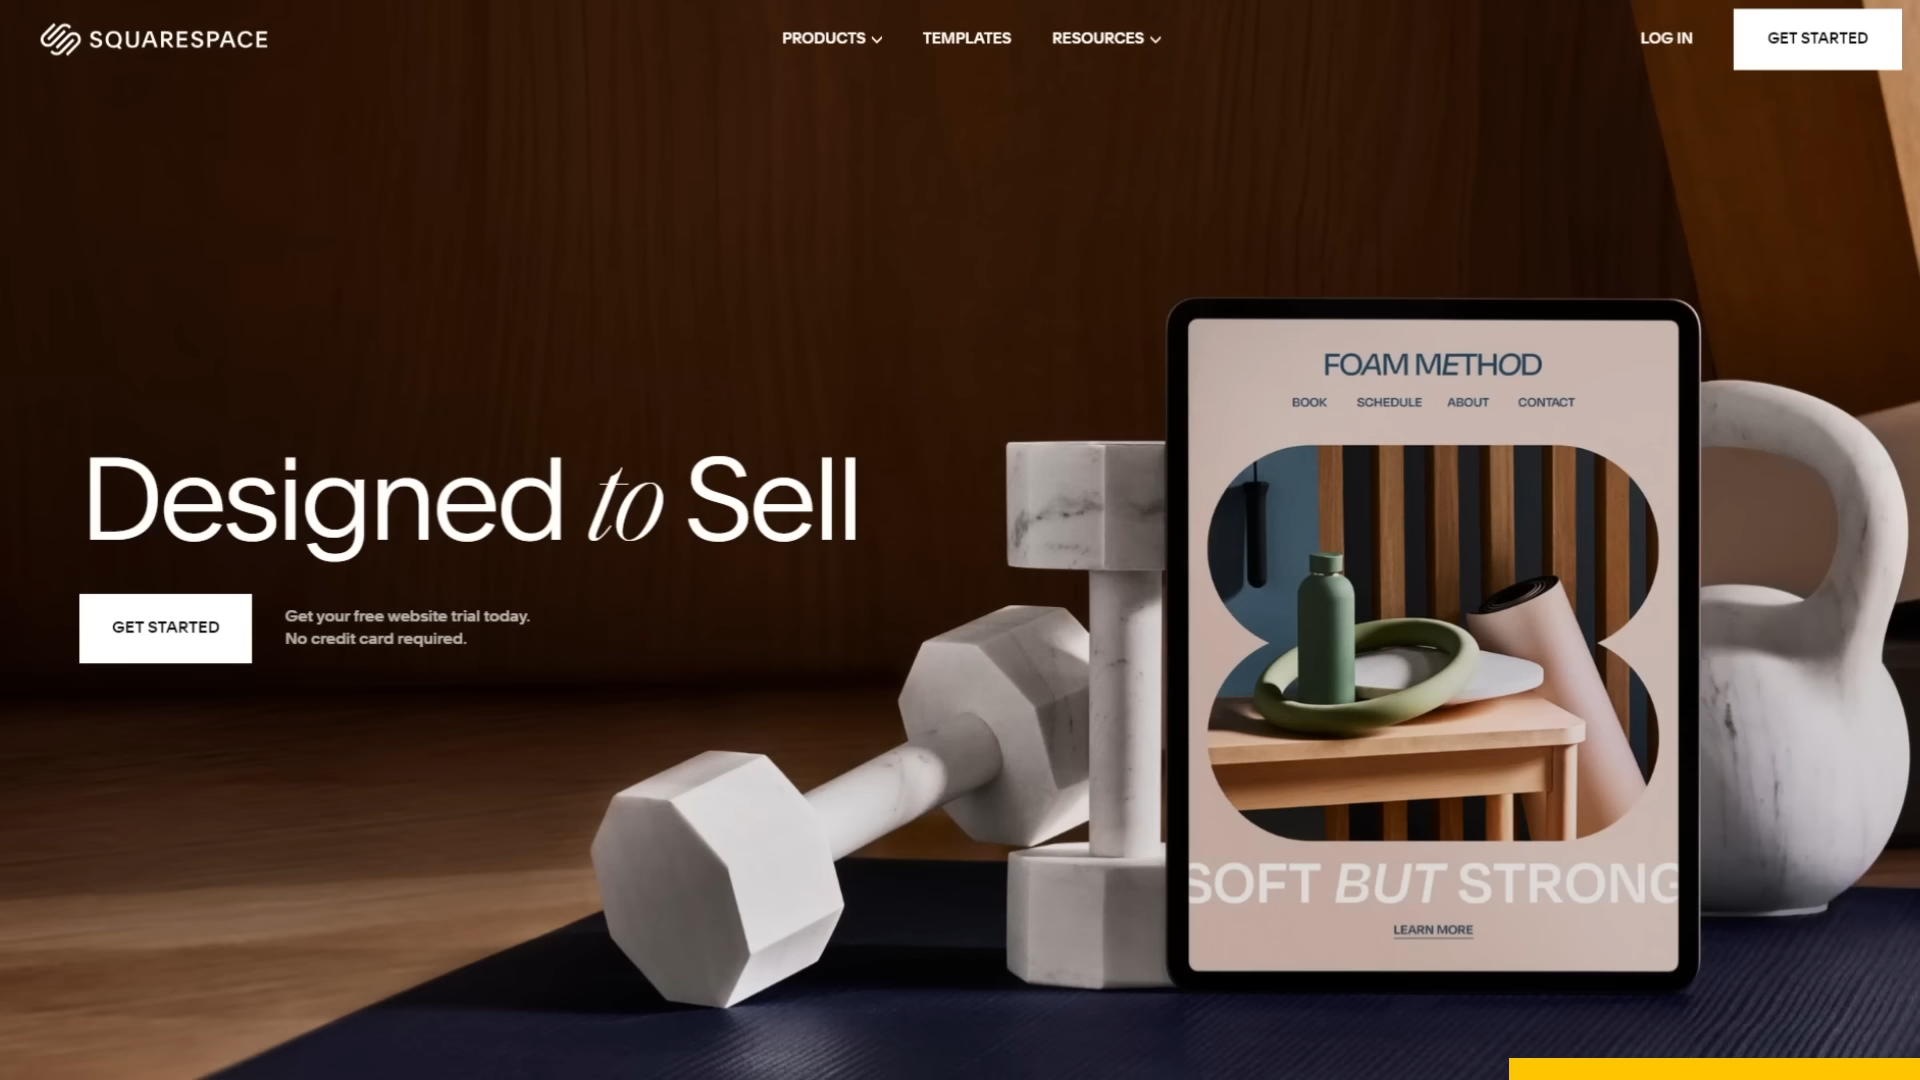 SQUARESPACE
PRODUCTS
TEMPLATES
RESOURCES
LOG IN
GET STARTED
Designed to Sell
GET STARTED
Get your free website trial today.
No credit card required.
FOAM METHOD
BOOK SCHEDULE ABOUT CONTACT
SOFT BUT STRONG
LEARN MORE